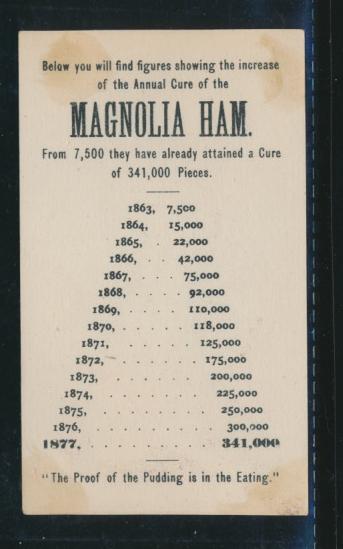 Below you will find figures showing the increase
of the Annual Cure of the
MAGNOLIA HAM.
From 7,500 they have already attained a Cure
of 341,000 Pieces.
1863, 7,500
1864, 15,000
1865, . 22,000
1866, . . 42,000
1867, . . . 75,000
1868, . . . . 92,000
1869, . . . . 110,000
1870, . . . . . . 118,000
1871, . . . . . . 125,000
1872, . . . . . . . 175,000
1873, . . . . . . . . 200,000
1874, . . . . . . . . 225,000
1875, . . . . . . . . . 250,000
1876, . . . . . . . . . 300,000
1877, . . . . . . . . . . 341,000
"The Proof of the Pudding is in the Eating."